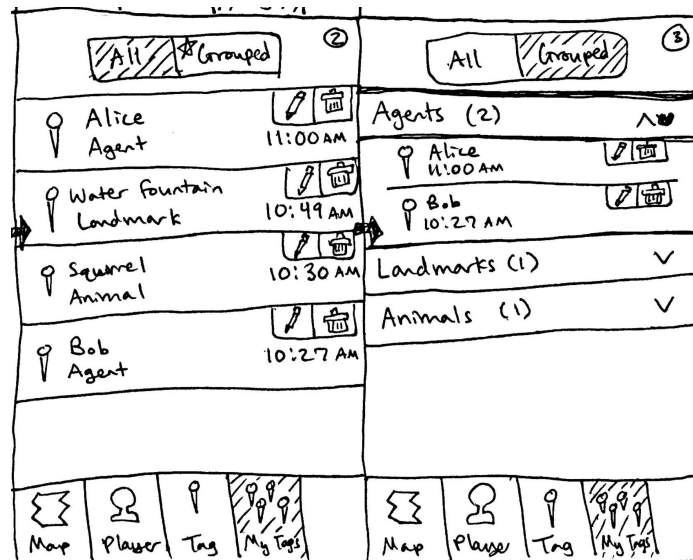 2
All Grouped
Alice
Agent
11:00 AM
Water fountain
Landmark
10:49 AM
Squirrel
Animal
10:30 AM
Bob
Agent
10:27 AM
Map Player Tag My Tags
3
All Grouped
Agents (2)
Alice
11:00 AM
Bob
10:27 AM
Landmarks (1)
Animals (1)
Map Player Tag My Tags